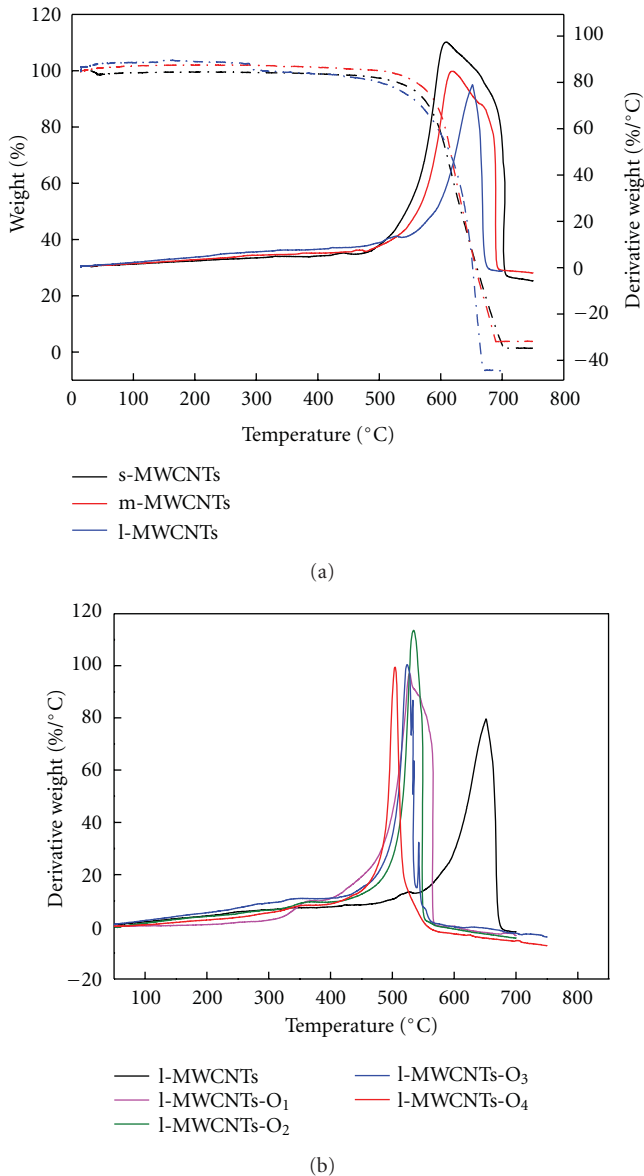 120
100
80
60
40
20
0
Weight (%)
100
80
60
40
20
0
−20
−40
Derivative weight (%/°C)
0 100 200 300 400 500 600 700 800
Temperature (°C)
s-MWCNTs
m-MWCNTs
l-MWCNTs
(a)
120
100
80
60
40
20
0
−20
Derivative weight (%/°C)
100 200 300 400 500 600 700 800
Temperature (°C)
l-MWCNTs
l-MWCNTs-O₁
l-MWCNTs-O₂
l-MWCNTs-O₃
l-MWCNTs-O₄
(b)